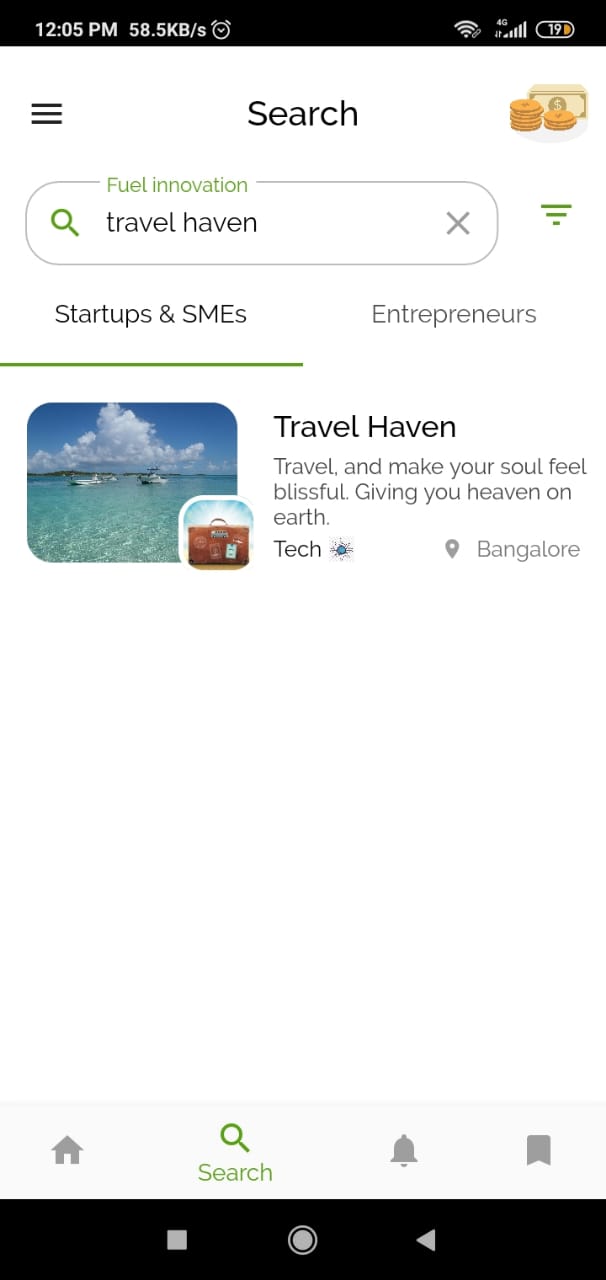 12:05 PM 58.5KB/s
4G
19
Search
Fuel innovation
travel haven
Startups & SMEs
Entrepreneurs
Travel Haven
Travel, and make your soul feel
blissful. Giving you heaven on
earth.
Tech
Bangalore
Search